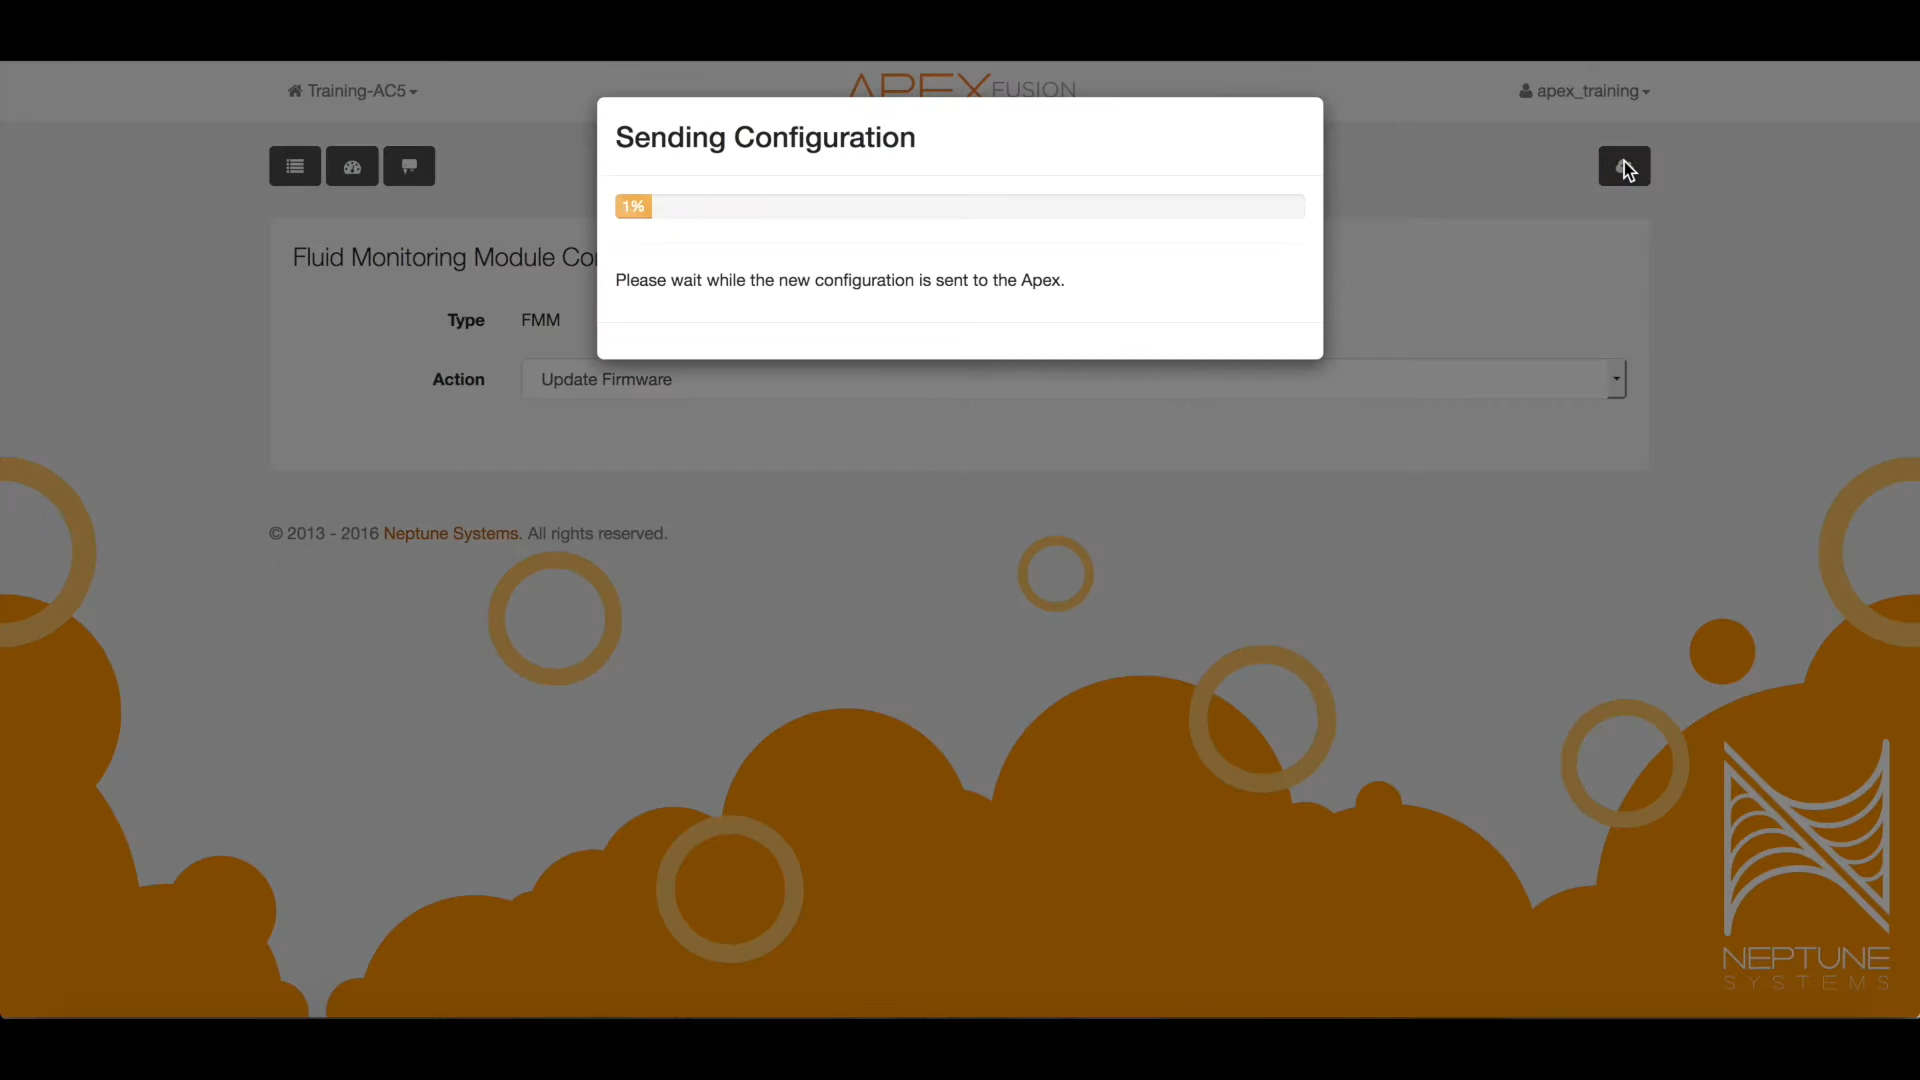 Training-AC5
APEX FUSION
apex_training
Sending Configuration
1%
Please wait while the new configuration is sent to the Apex.
Fluid Monitoring Module Co
Type FMM
Action Update Firmware
© 2013 - 2016 Neptune Systems. All rights reserved.
NEPTUNE
SYSTEMS